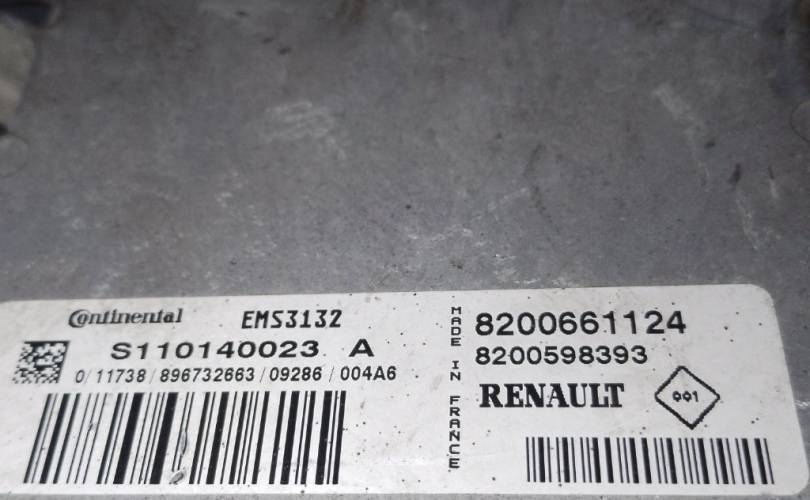 Continental EMS3132
S110140023 A
0/11738/896732663/09286/004A6
MADE IN FRANCE
8200661124
8200598393
RENAULT 001